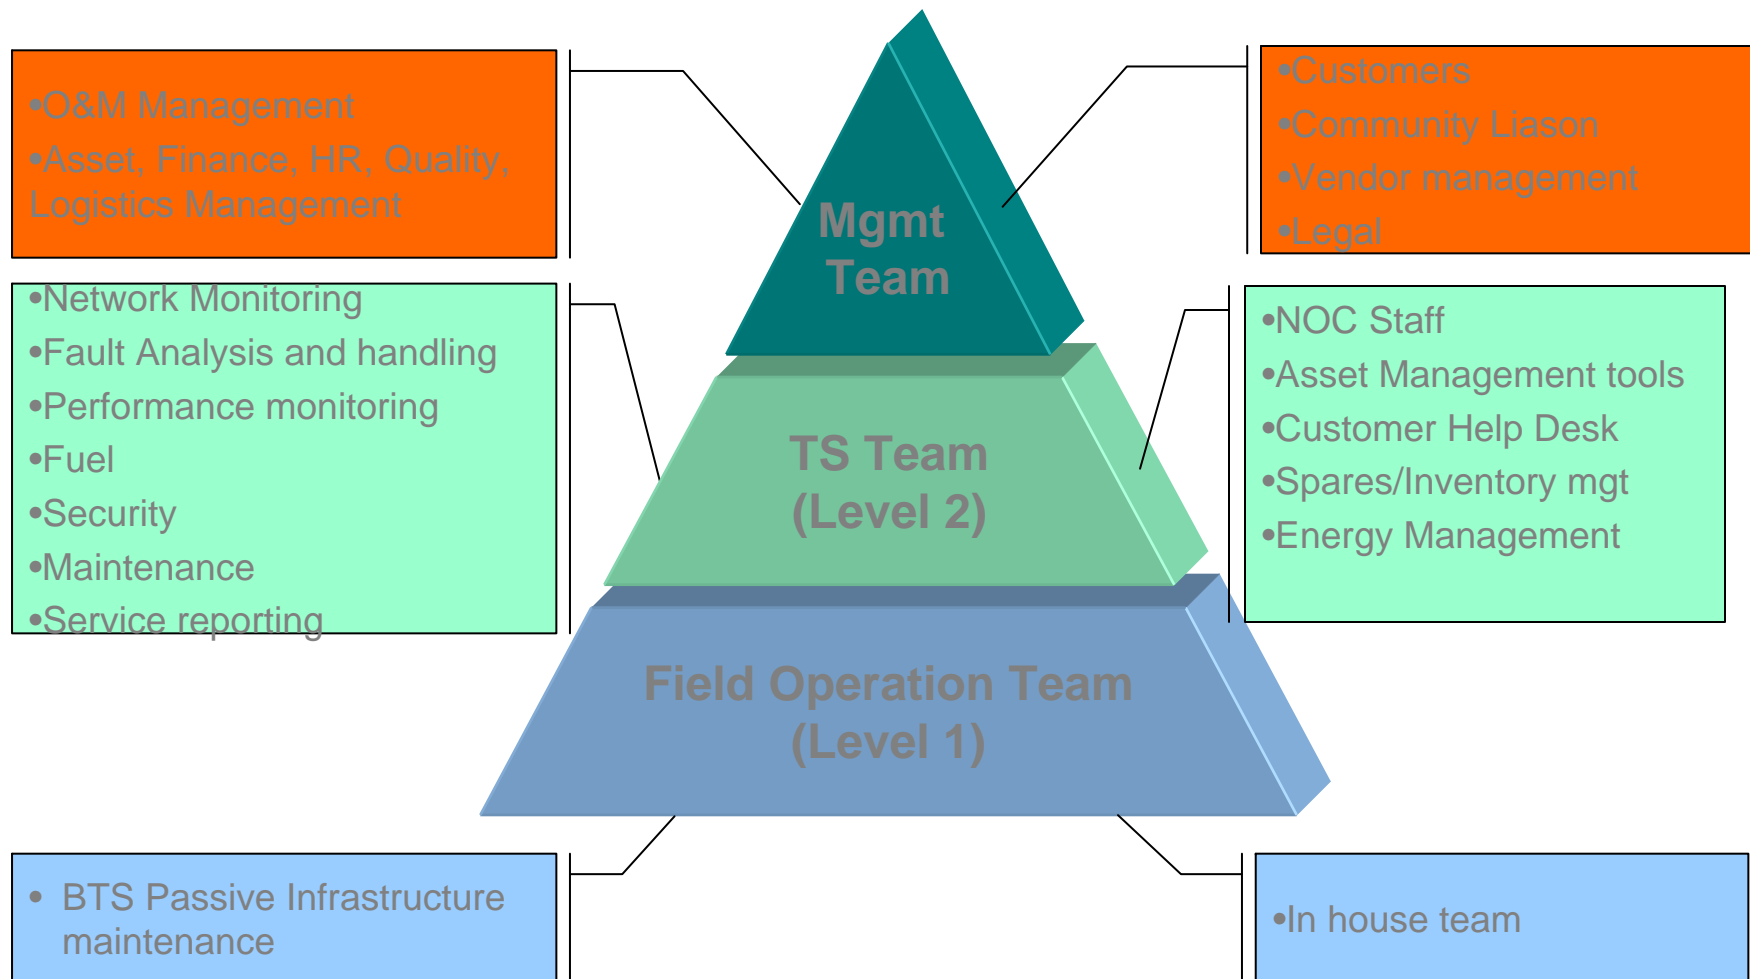 •O&M Management
•Asset, Finance, HR, Quality,
Logistics Management
•Customers
•Community Liason
•Vendor management
•Legal
Mgmt
Team
•Network Monitoring
•Fault Analysis and handling
•Performance monitoring
•Fuel
•Security
•Maintenance
•Service reporting
TS Team
(Level 2)
•NOC Staff
•Asset Management tools
•Customer Help Desk
•Spares/Inventory mgt
•Energy Management
Field Operation Team
(Level 1)
• BTS Passive Infrastructure
maintenance
•In house team